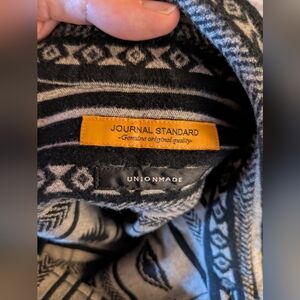 JOURNAL STANDARD
-Genuine original quality-
UNIONMADE